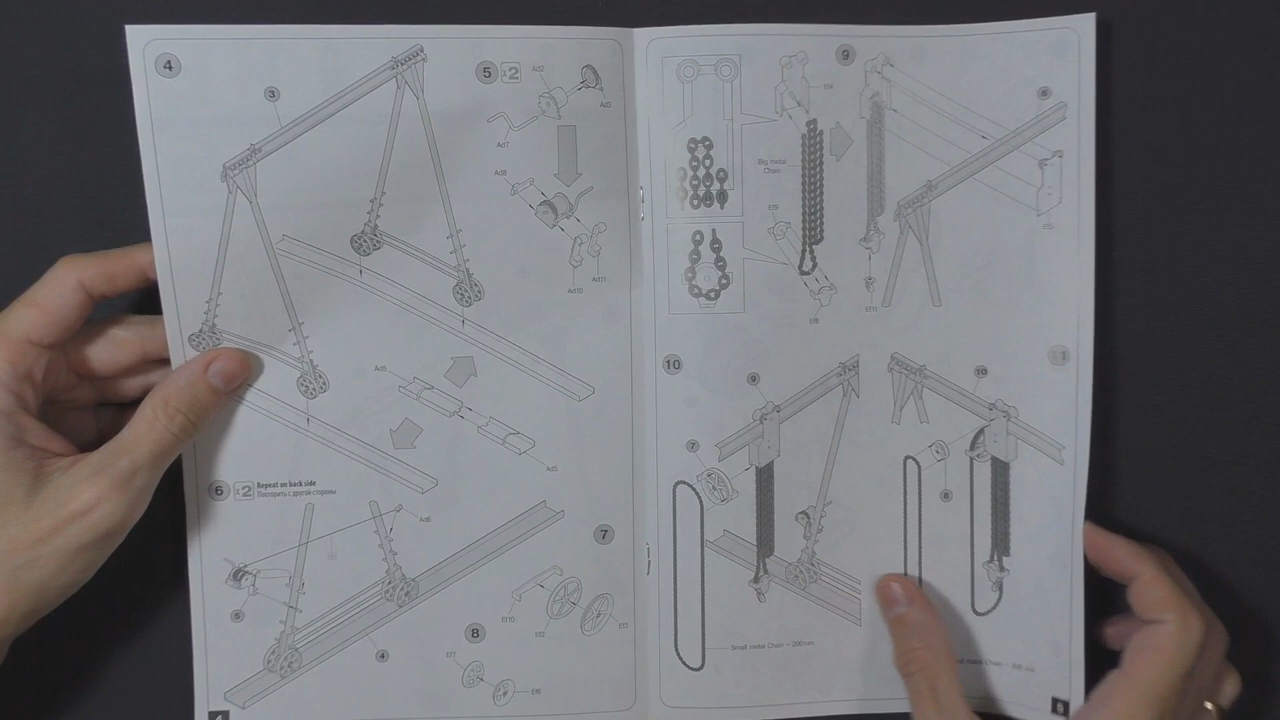 4
3
5
x2
Ad2
Ad3
Ad7
Ad8
Ad10
Ad11
Ad5
Ad5
6
x2
Repeat on back side
Повторить с другой стороны
Ad6
5
4
7
Ef10
Ef2
Ef3
8
Ef7
Ef6
4
9
Ef4
Big metal
Chain
Ef9
Ef8
Ef11
6
10
9
7
Small metal Chain - 200mm
10
8